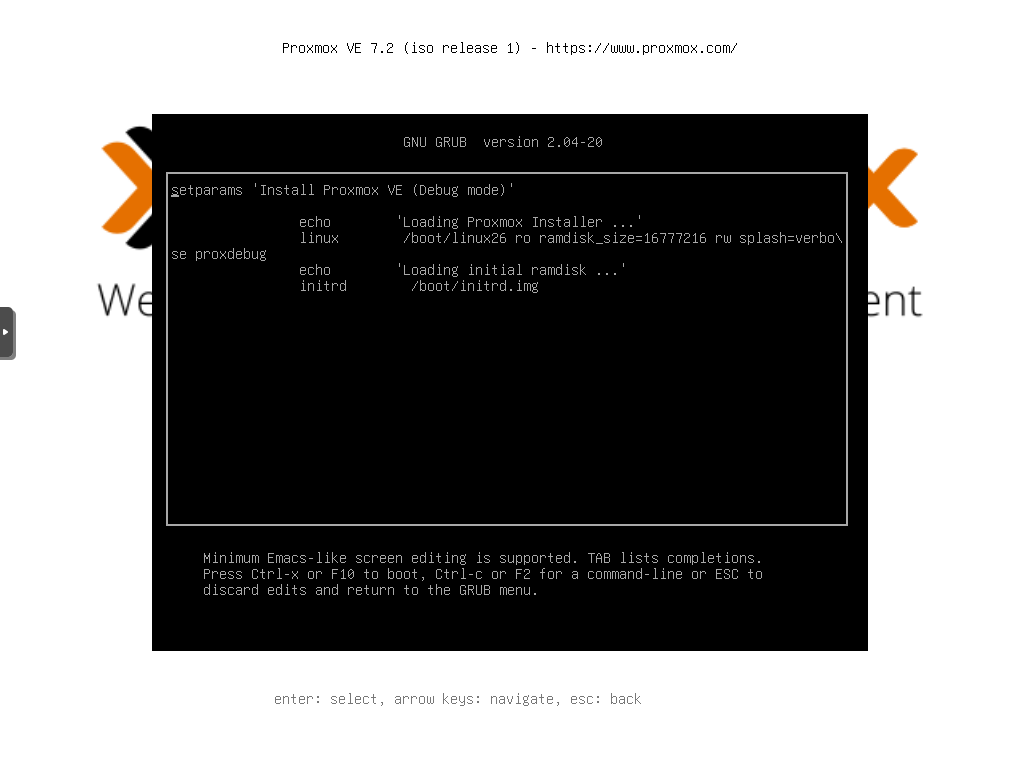 Proxmox VE 7.2 (iso release 1) - https://www.proxmox.com/
GNU GRUB  version 2.04-20
setparams 'Install Proxmox VE (Debug mode)'
echo 'Loading Proxmox Installer ...'
linux /boot/linux26 ro ramdisk_size=16777216 rw splash=verbo\
se proxdebug
echo 'Loading initial ramdisk ...'
initrd /boot/initrd.img
We
ent
Minimum Emacs-like screen editing is supported. TAB lists completions.
Press Ctrl-x or F10 to boot, Ctrl-c or F2 for a command-line or ESC to
discard edits and return to the GRUB menu.
enter: select, arrow keys: navigate, esc: back